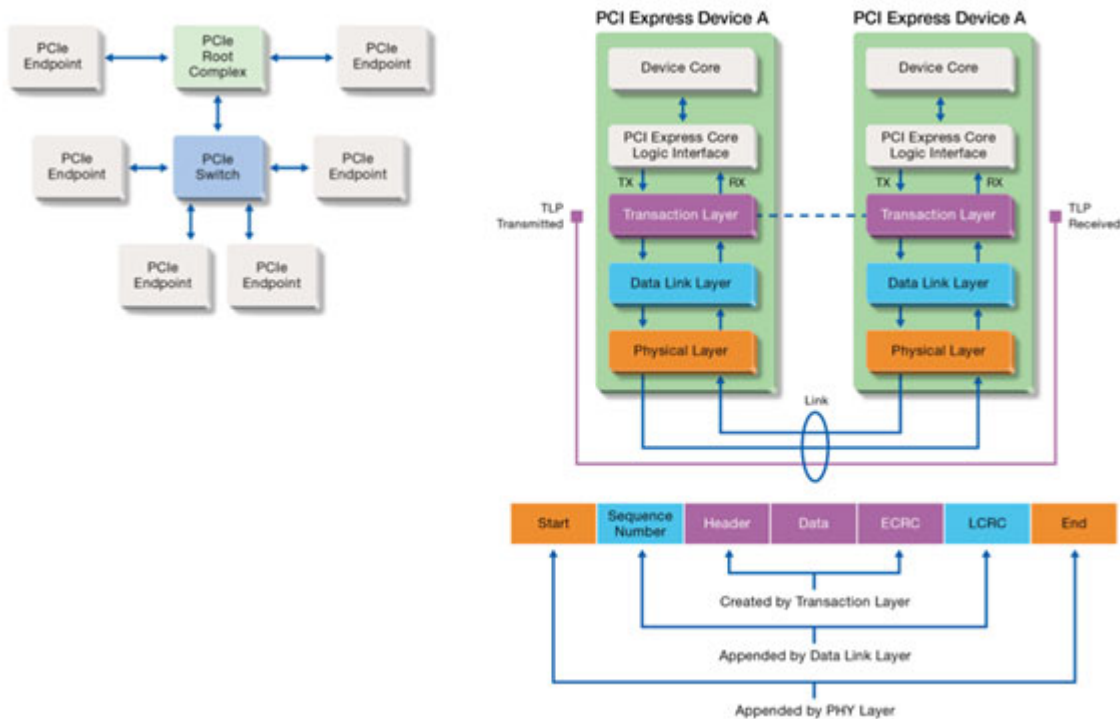 PCIe
Endpoint
PCIe
Root
Complex
PCIe
Endpoint
PCIe
Endpoint
PCIe
Switch
PCIe
Endpoint
PCIe
Endpoint
PCIe
Endpoint
PCI Express Device A
PCI Express Device A
Device Core
Device Core
PCI Express Core
Logic Interface
PCI Express Core
Logic Interface
TX
RX
TX
RX
TLP
Transmitted
Transaction Layer
Transaction Layer
TLP
Received
Data Link Layer
Data Link Layer
Physical Layer
Physical Layer
Link
Start
Sequence
Number
Header
Data
ECRC
LCRC
End
Created by Transaction Layer
Appended by Data Link Layer
Appended by PHY Layer